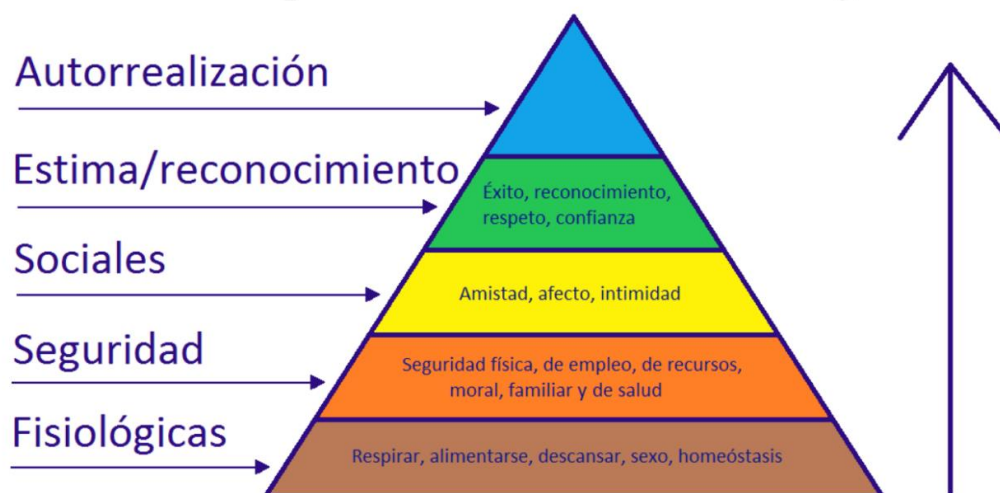 Autorrealización
Estima/reconocimiento
Éxito, reconocimiento,
respeto, confianza
Sociales
Amistad, afecto, intimidad
Seguridad
Seguridad física, de empleo, de recursos,
moral, familiar y de salud
Fisiológicas
Respirar, alimentarse, descansar, sexo, homeóstasis